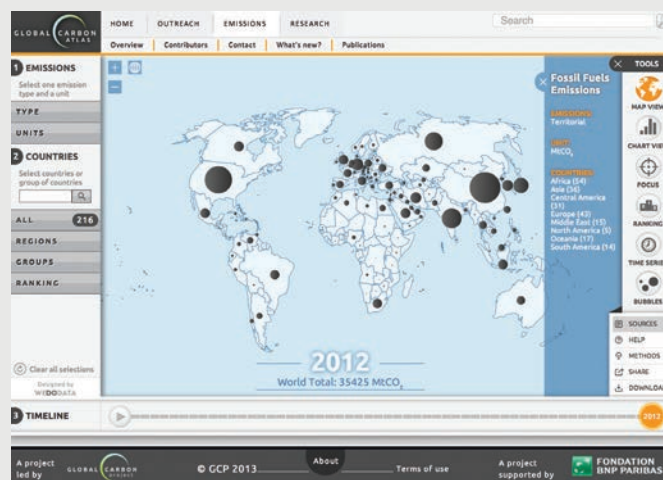 GLOBAL CARBON
ATLAS
HOME OUTREACH EMISSIONS RESEARCH
Search
Overview Contributors Contact What's new? Publications
1 EMISSIONS
Select one emission
type and a unit
TYPE
UNITS
2 COUNTRIES
Select countries or
group of countries
ALL 216
REGIONS
GROUPS
RANKING
Clear all selections
Designed by
WEDODATA
+
−
2012
World Total: 35425 MtCO2
Fossil Fuels
Emissions
EMISSIONS:
Territorial
UNIT:
MtCO2
COUNTRIES:
Africa (54)
Asia (36)
Central America
(31)
Europe (43)
Middle East (15)
North America (5)
Oceania (17)
South America (14)
TOOLS
MAP VIEW
CHART VIEW
FOCUS
RANKING
TIME SERIE
BUBBLES
SOURCES
HELP
METHODS
SHARE
DOWNLOAD
3 TIMELINE
2012
A project
led by
GLOBAL CARBON
project
© GCP 2013
About
Terms of use
A project
supported by
FONDATION
BNP PARIBAS